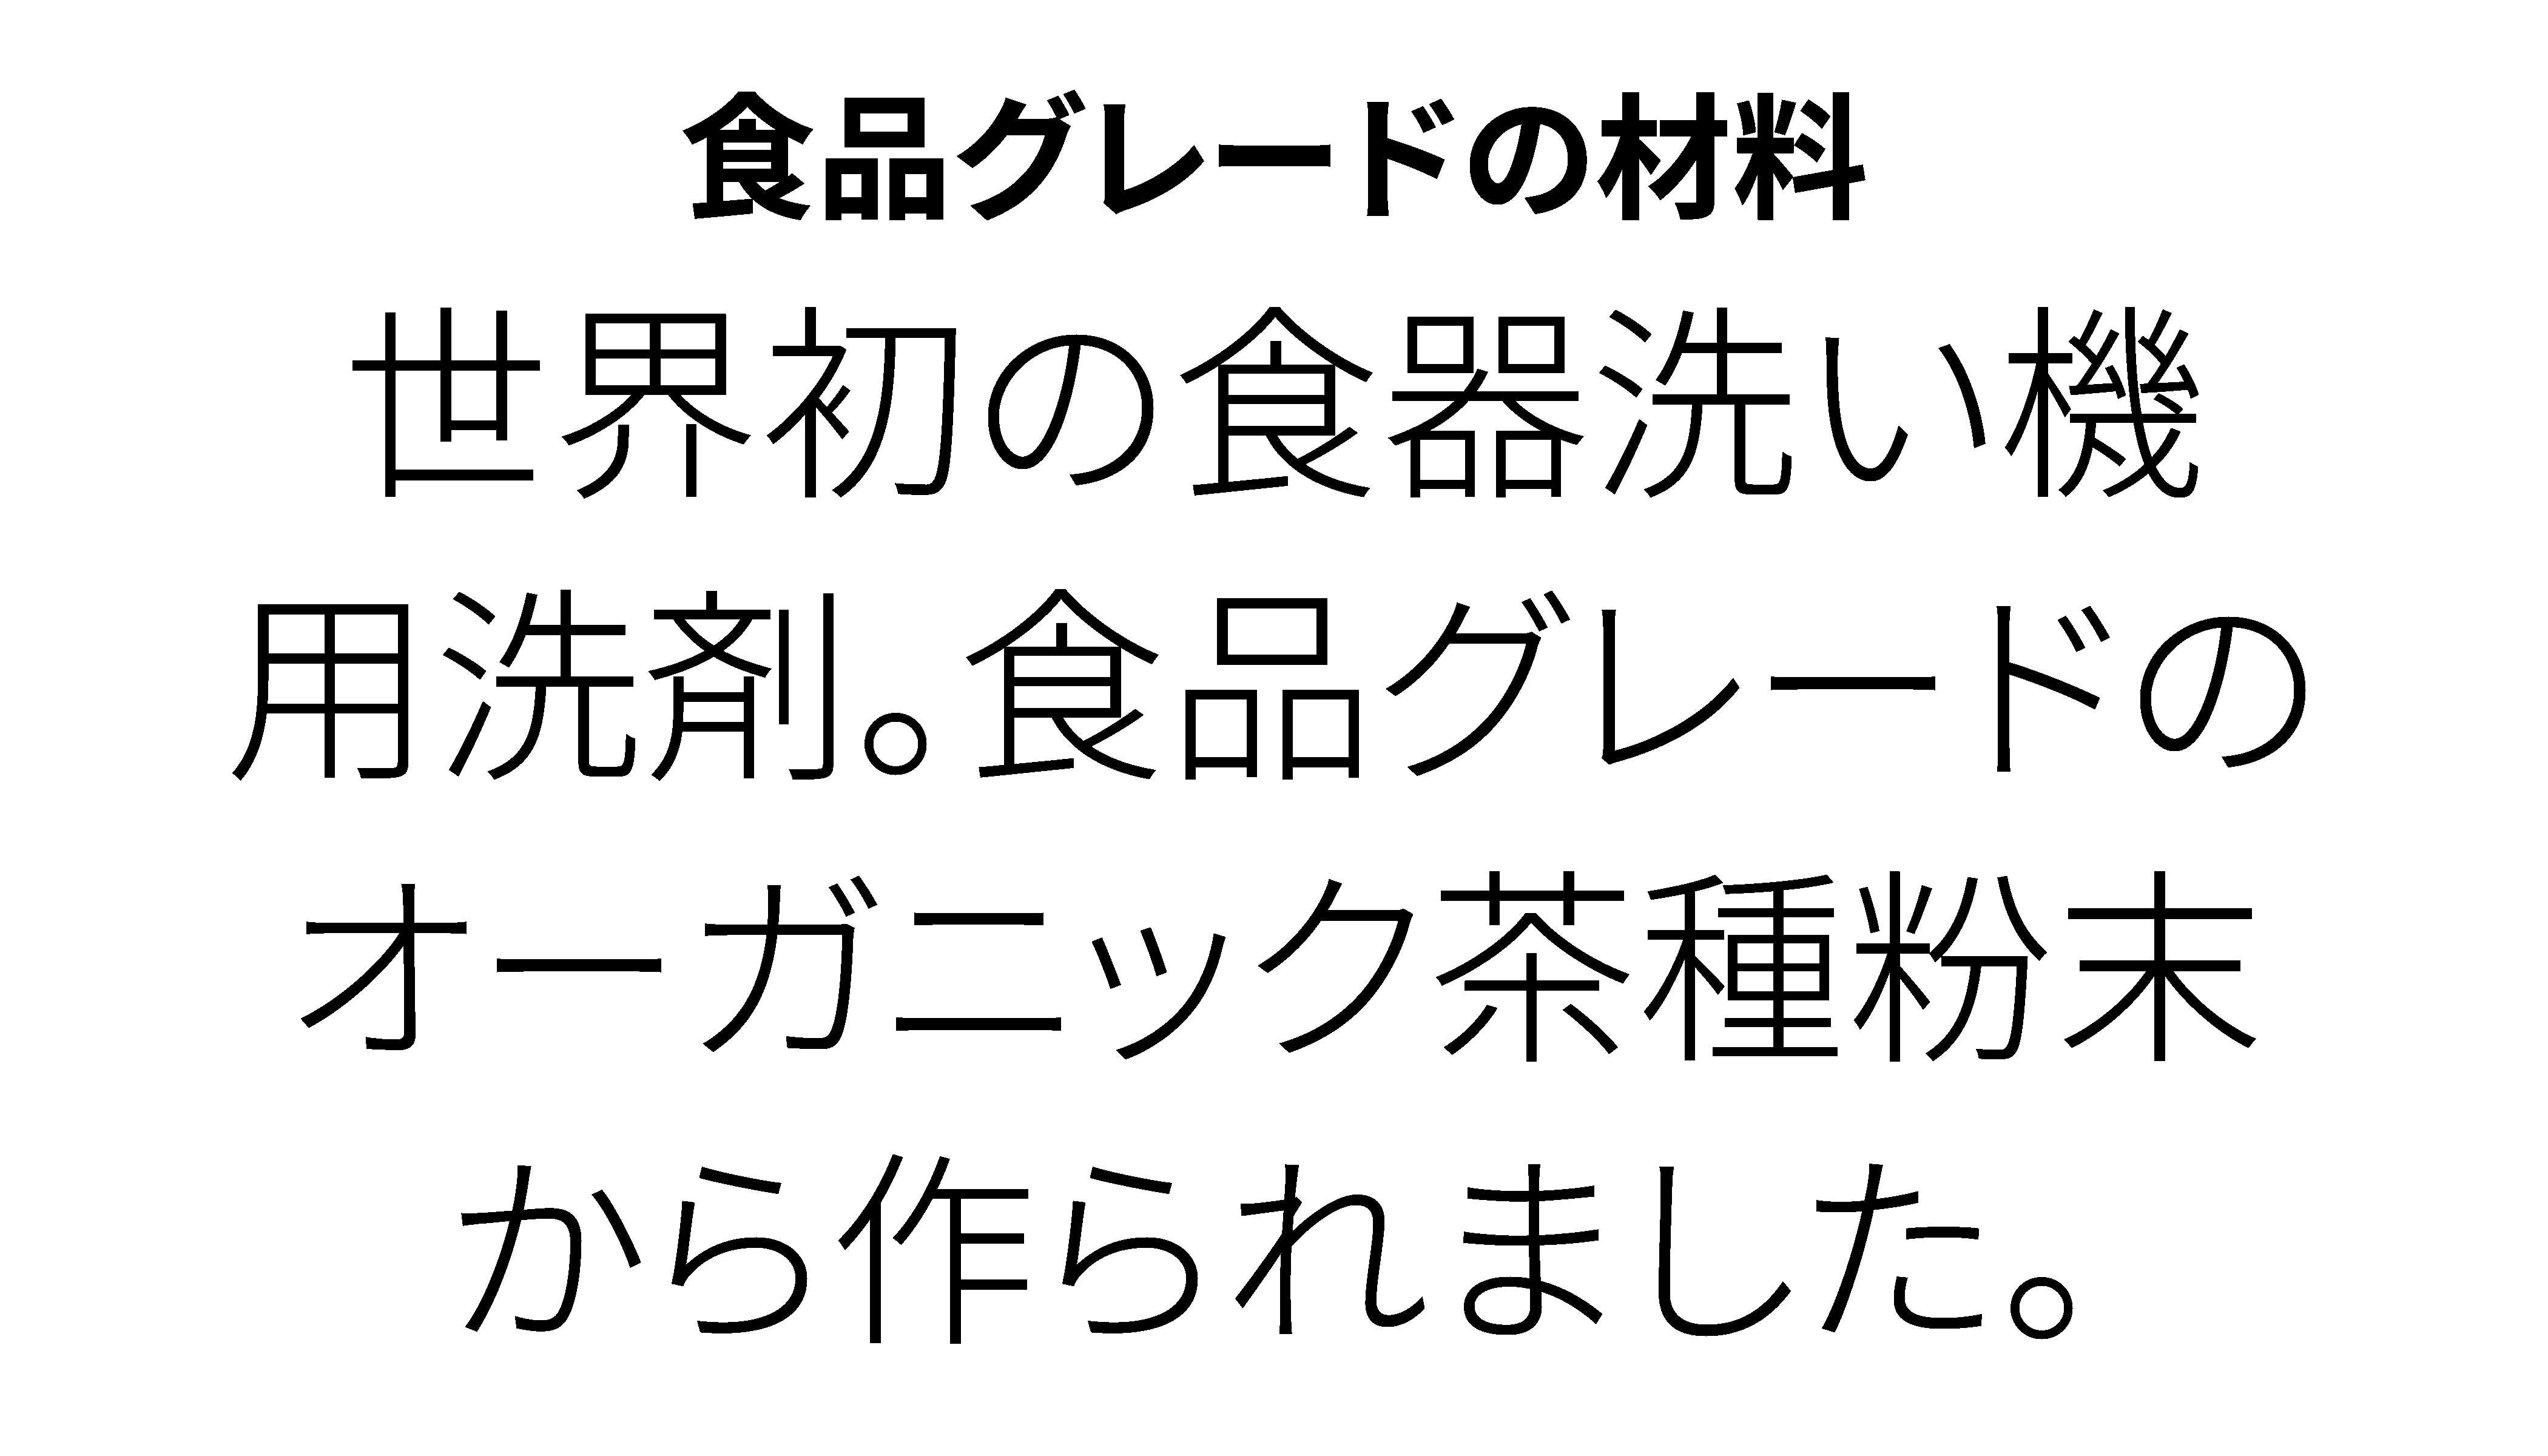 食品グレードの材料
世界初の食器洗い機
用洗剤。食品グレードの
オーガニック茶種粉末
から作られました。